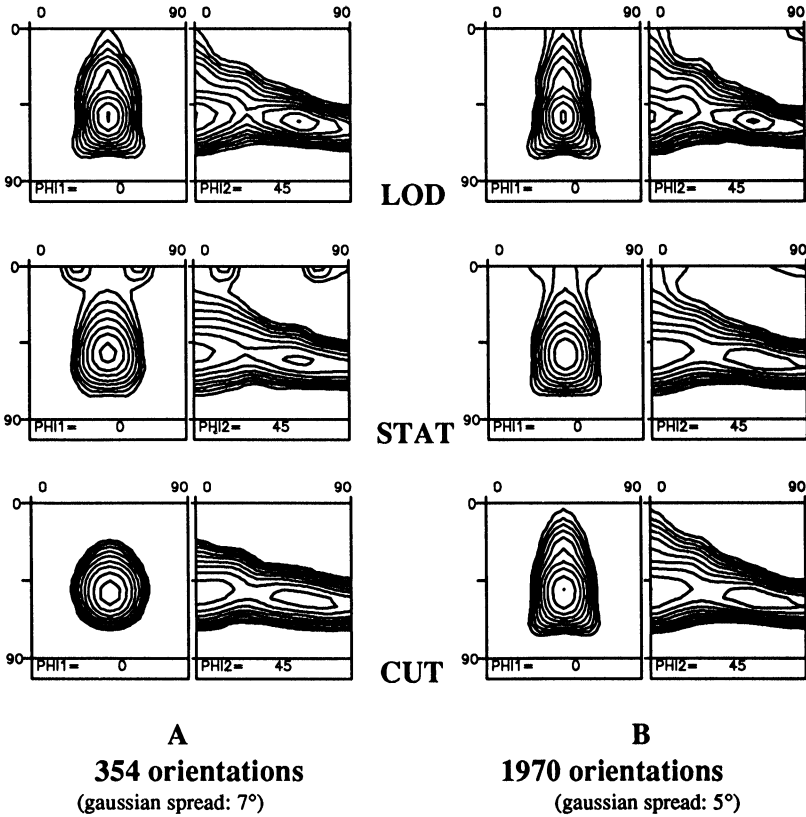 0 90 0 90 0 90 0 90
0
90
PHI1= 0 PHI2= 45
LOD
90
PHI1= 0 PHI2= 45
0 90 0 90 0 90 0 90
0
90
PHI1= 0 PHI2= 45
STAT
90
PHI1= 0 PHI2= 45
0 90 0 90 0 90 0 90
0
90
PHI1= 0 PHI2= 45
CUT
90
PHI1= 0 PHI2= 45
A B
354 orientations 1970 orientations
(gaussian spread: 7°) (gaussian spread: 5°)